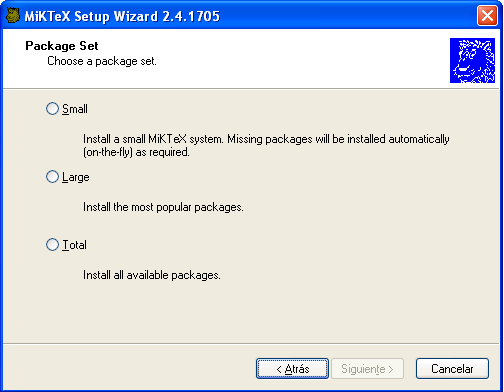 MiKTeX Setup Wizard 2.4.1705
Package Set
Choose a package set.
Small
Install a small MiKTeX system. Missing packages will be installed automatically
(on-the-fly) as required.
Large
Install the most popular packages.
Total
Install all available packages.
< Atrás Siguiente > Cancelar